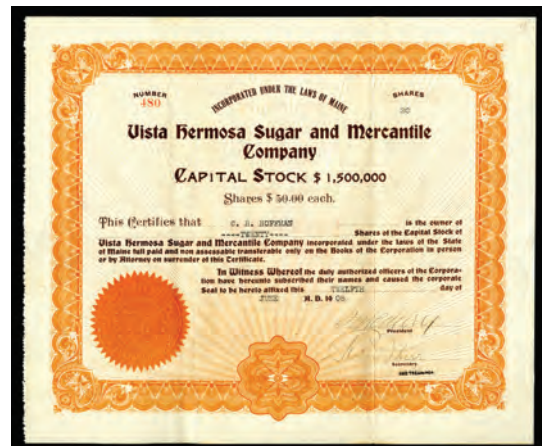 NUMBER
480
INCORPORATED UNDER THE LAWS OF MAINE
SHARES
20
Vista Hermosa Sugar and Mercantile
Company
CAPITAL STOCK $ 1,500,000
Shares $ 50.00 each.
This Certifies that C. R. HUFFMAN is the owner of
----TWENTY---- Shares of the Capital Stock of
Vista Hermosa Sugar and Mercantile Company incorporated under the laws of the State
of Maine full paid and non assessable transferable only on the Books of the Corporation in person
or by Attorney on surrender of this Certificate.
In Witness Whereof the duly authorized officers of the Corpora-
tion have hereunto subscribed their names and caused the corporate
Seal to be hereto affixed this TWELFTH day of
JUNE A. D. 19
President
Secretary